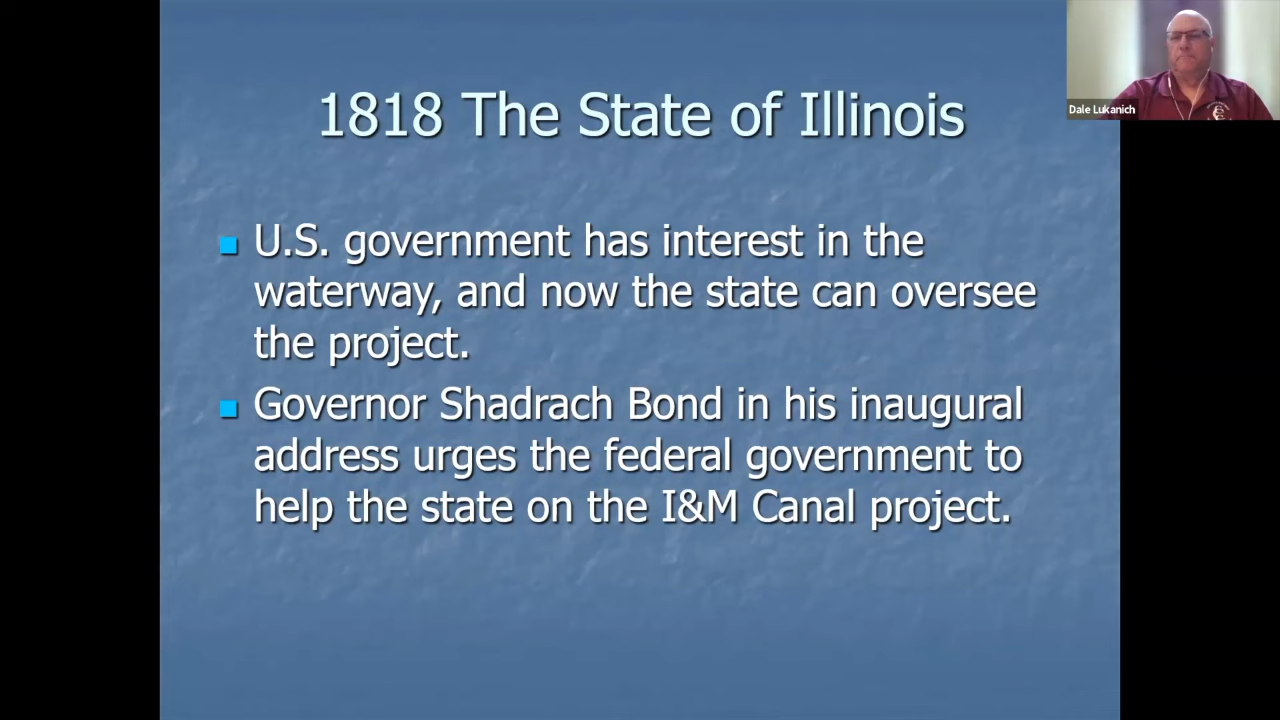 1818 The State of Illinois
Dale Lukanich
U.S. government has interest in the
waterway, and now the state can oversee
the project.
Governor Shadrach Bond in his inaugural
address urges the federal government to
help the state on the I&M Canal project.